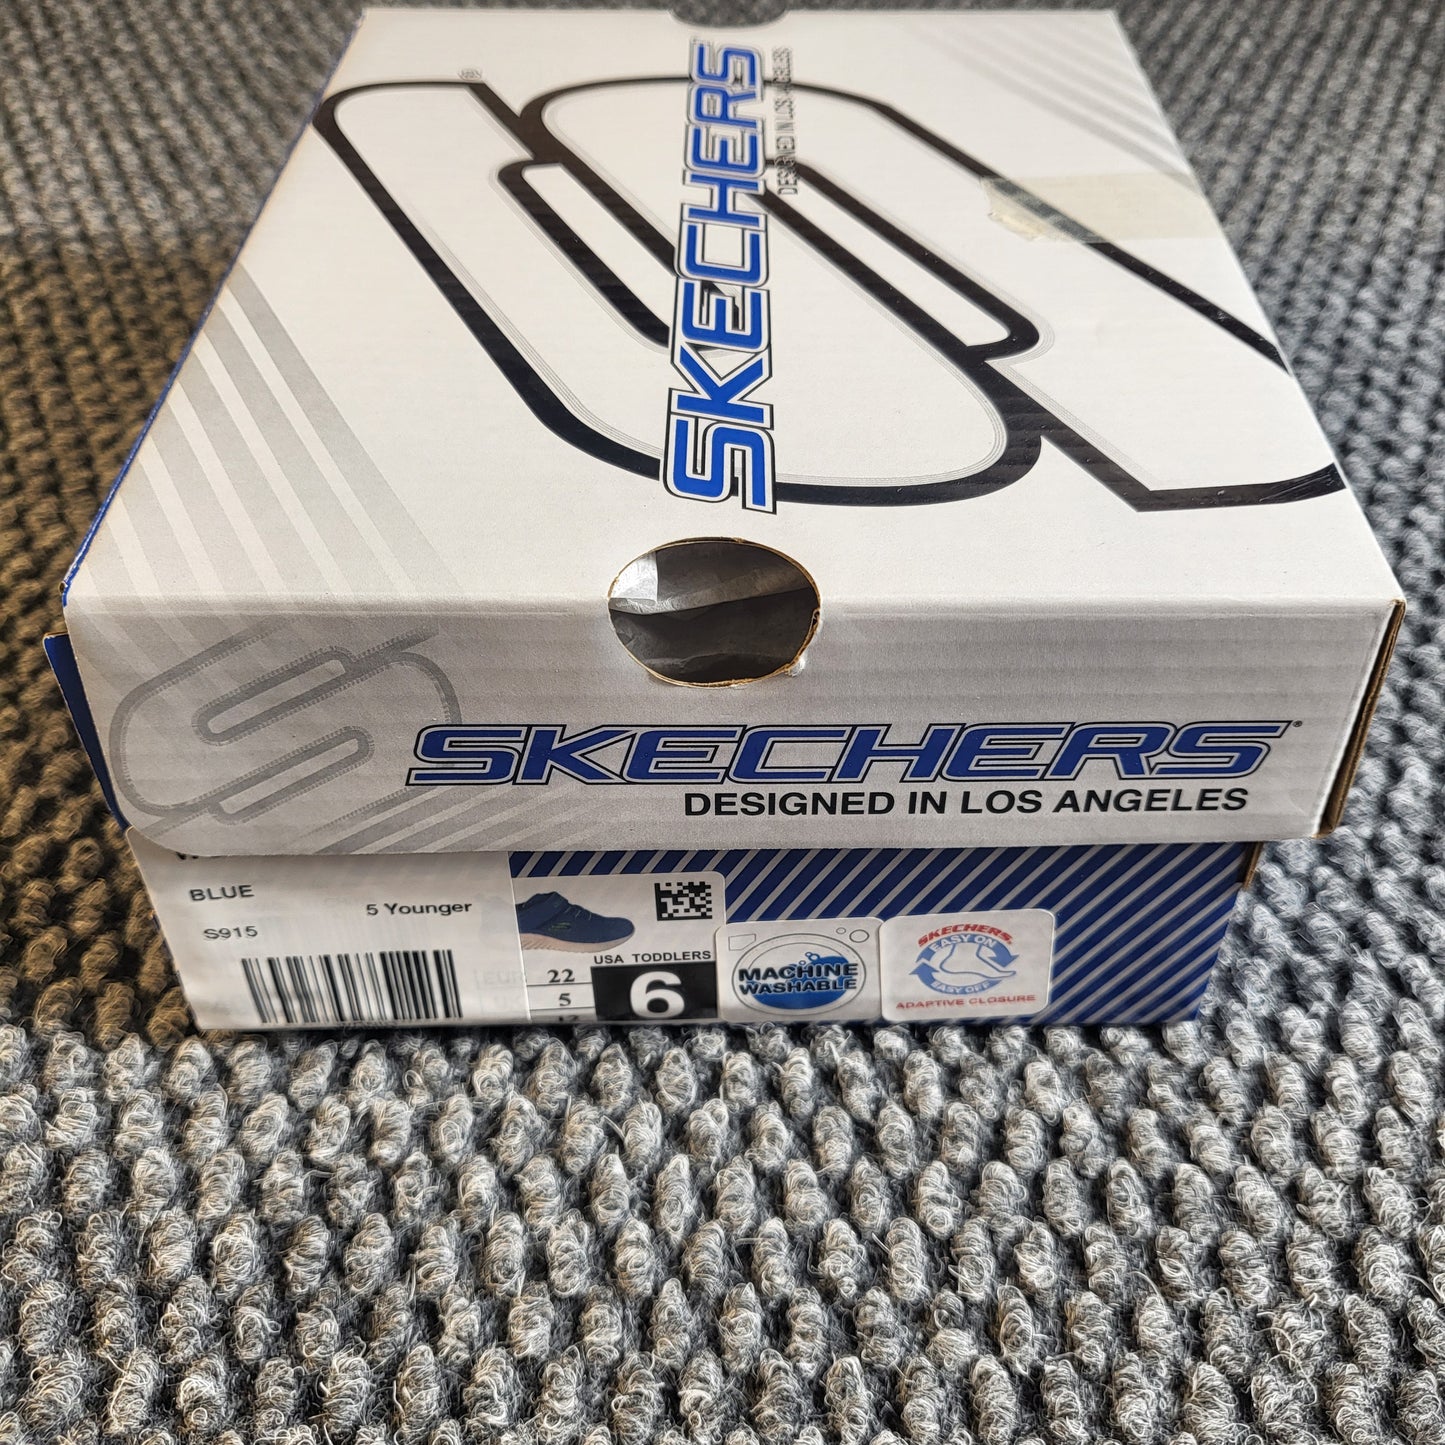 SKECHERS
DESIGNED IN LOS ANGELES
SKECHERS®
DESIGNED IN LOS ANGELES
BLUE
5 Younger
S915
USA TODDLERS
22
5
12
6
MACHINE
WASHABLE
SKECHERS
EASY ON
EASY OFF
ADAPTIVE CLOSURE